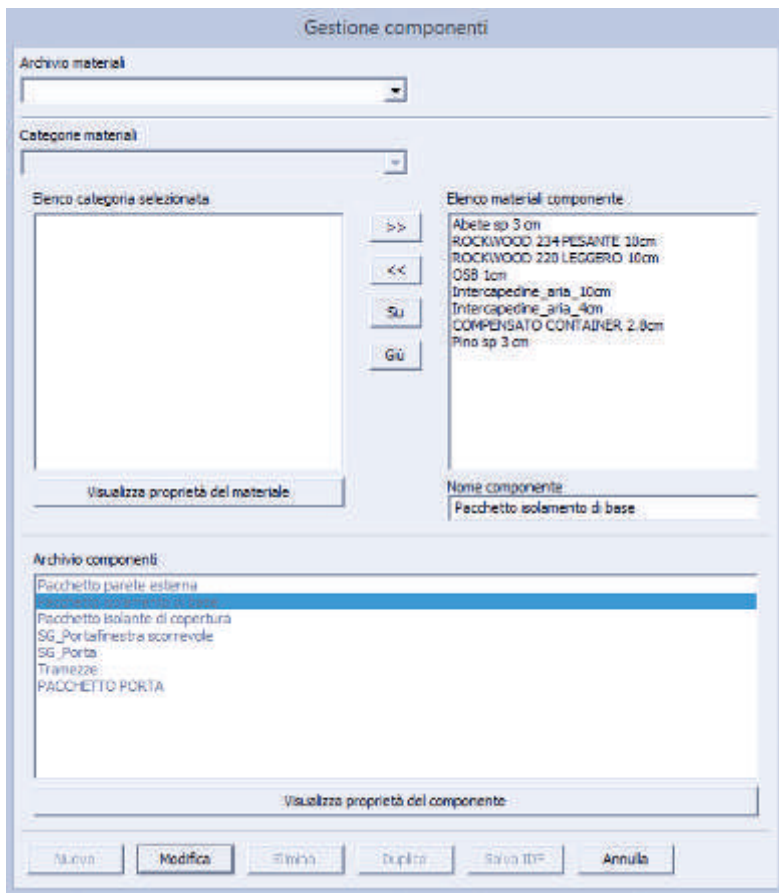 Gestione componenti
Archivio materiali
Categorie materiali
Elenco categoria selezionata
Elenco materiali componente
>>
<<
Su
Giù
Abete sp 3 cm
ROCKWOOD 234 PESANTE 10cm
ROCKWOOD 220 LEGGERO 10cm
OSB 1cm
Intercapedine_aria_10cm
Intercapedine_aria_4cm
COMPENSATO CONTAINER 2.8cm
Pino sp 3 cm
Visualizza proprietà del materiale
Nome componente
Pacchetto isolamento di base
Archivio componenti
Pacchetto parete esterna
Pacchetto isolamento di base
Pacchetto isolante di copertura
SG_Portafinestra scorrevole
SG_Porta
Tramezze
PACCHETTO PORTA
Visualizza proprietà del componente
Nuovo Modifica Elimina Duplica Salva IDF Annulla